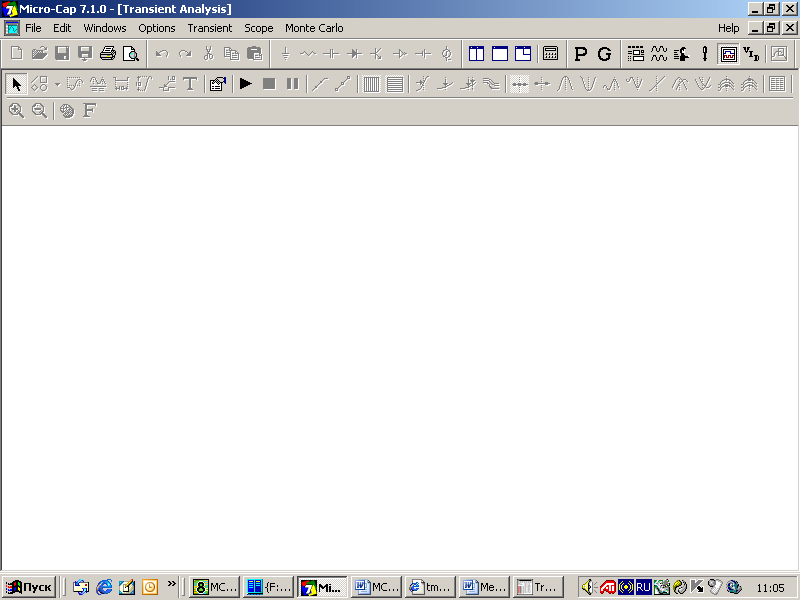 Micro-Cap 7.1.0 - [Transient Analysis]
File Edit Windows Options Transient Scope Monte Carlo Help
P G
T
F
Пуск MC... {F:... Mi... MC... tm... Me... Tr... RU 11:05